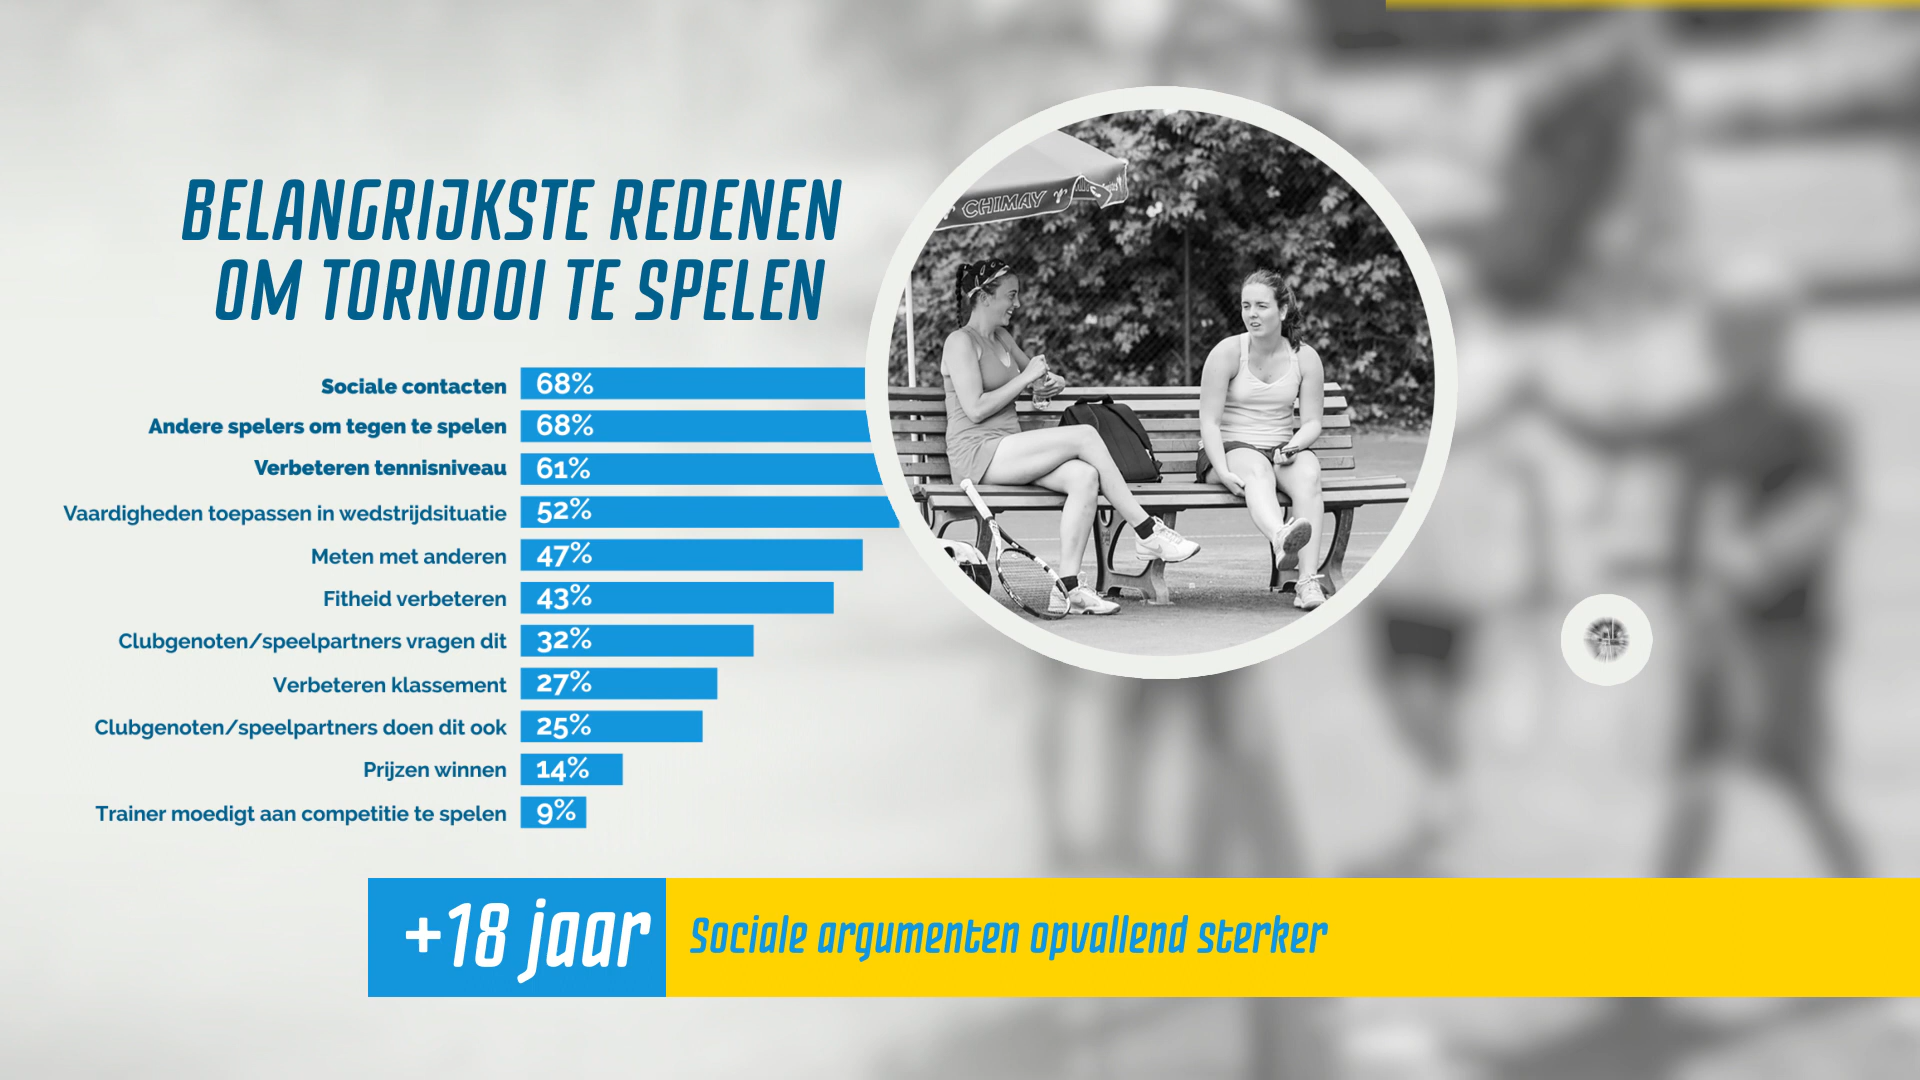 BELANGRIJKSTE REDENEN
OM TORNOOI TE SPELEN
CHIMAY
Sociale contacten 68%
Andere spelers om tegen te spelen 68%
Verbeteren tennisniveau 61%
Vaardigheden toepassen in wedstrijdsituatie 52%
Meten met anderen 47%
Fitheid verbeteren 43%
Clubgenoten/speelpartners vragen dit 32%
Verbeteren klassement 27%
Clubgenoten/speelpartners doen dit ook 25%
Prijzen winnen 14%
Trainer moedigt aan competitie te spelen 9%
+18 jaar Sociale argumenten opvallend sterker